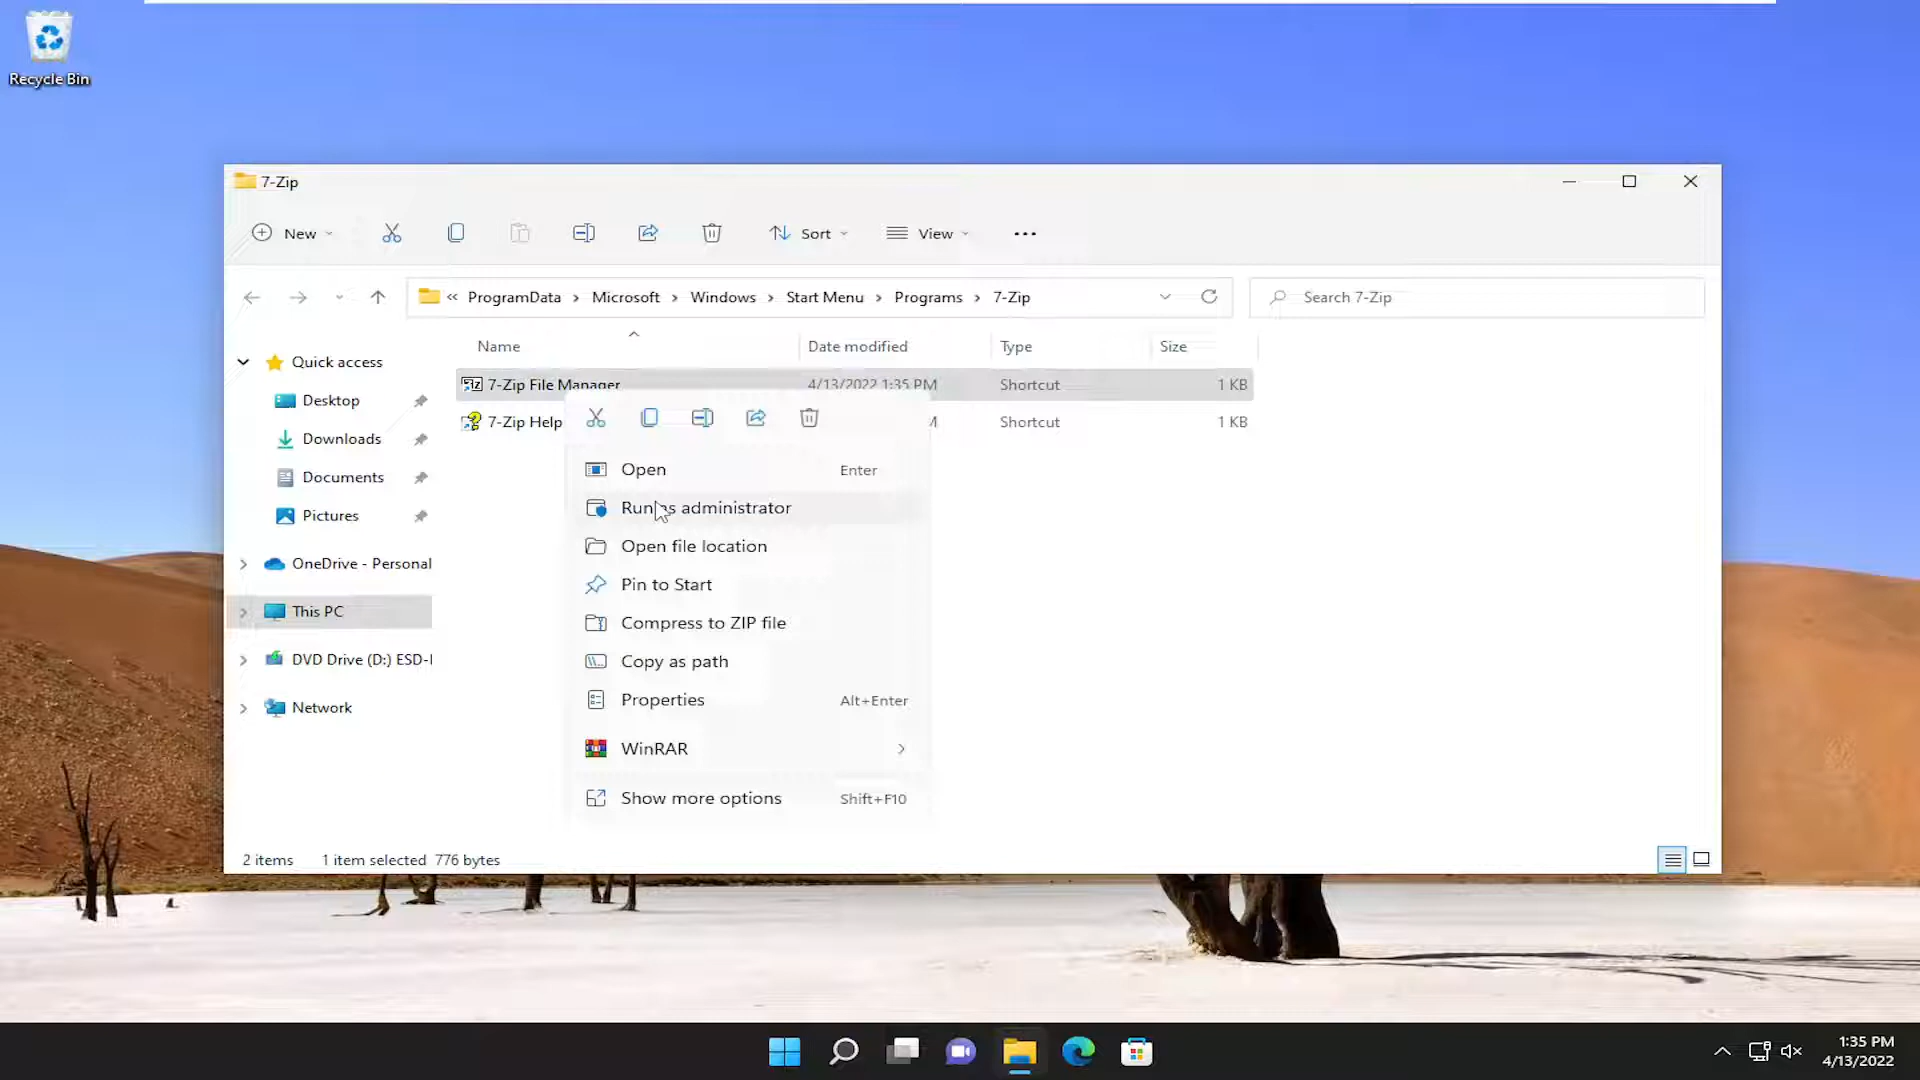 Recycle Bin
7-Zip
New
Sort
View
« ProgramData > Microsoft > Windows > Start Menu > Programs > 7-Zip
Search 7-Zip
Name Date modified Type Size
Quick access
Desktop
Downloads
Documents
Pictures
OneDrive - Personal
This PC
DVD Drive (D:) ESD-I
Network
7-Zip File Manager 4/13/2022 1:35 PM Shortcut 1 KB
7-Zip Help M Shortcut 1 KB
Open Enter
Run as administrator
Open file location
Pin to Start
Compress to ZIP file
Copy as path
Properties Alt+Enter
WinRAR
Show more options Shift+F10
2 items 1 item selected 776 bytes
1:35 PM
4/13/2022